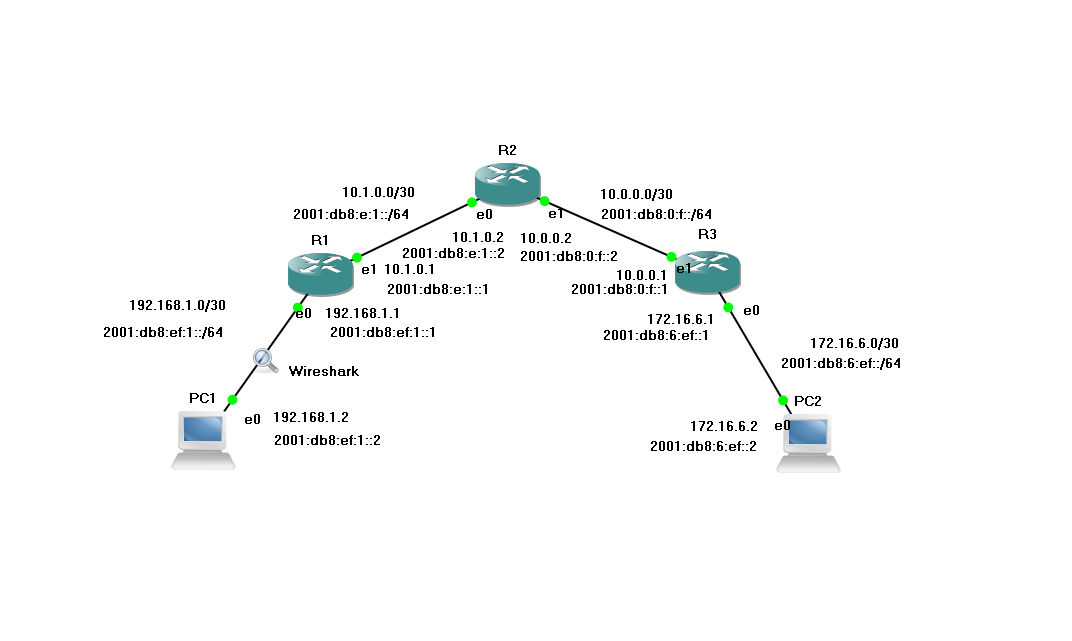 R2
10.1.0.0/30
10.0.0.0/30
2001:db8:e:1::/64
e0
e1
2001:db8:0:f::/64
R1
10.1.0.2
10.0.0.2
R3
2001:db8:e:1::2
2001:db8:0:f::2
e1 10.1.0.1
10.0.0.1
e1
2001:db8:e:1::1
2001:db8:0:f::1
192.168.1.0/30
e0
192.168.1.1
172.16.6.1
e0
2001:db8:ef:1::/64
2001:db8:ef:1::1
2001:db8:6:ef::1
172.16.6.0/30
2001:db8:6:ef::/64
Wireshark
PC1
PC2
e0
192.168.1.2
172.16.6.2
e0
2001:db8:ef:1::2
2001:db8:6:ef::2